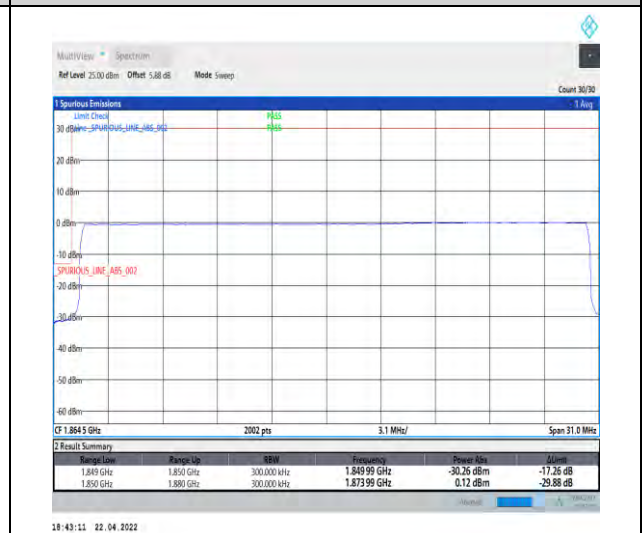 MultiView Spectrum
Ref Level 25.00 dBm Offset 5.88 dB Mode Sweep
Count 30/30
1 Spurious Emissions 1 Avg
Limit Check PASS
30 dBm Line _SPURIOUS_LINE_ABS_002 PASS
20 dBm
10 dBm
0 dBm
-10 dBm
_SPURIOUS_LINE_ABS_002
-20 dBm
-30 dBm
-40 dBm
-50 dBm
-60 dBm
CF 1.8645 GHz 2002 pts 3.1 MHz/ Span 31.0 MHz
2 Result Summary
Range Low Range Up RBW Frequency Power Abs ΔLimit
1.849 GHz 1.850 GHz 300.000 kHz 1.84999 GHz -30.26 dBm -17.26 dB
1.850 GHz 1.880 GHz 300.000 kHz 1.87399 GHz 0.12 dBm -29.88 dB
18:43:11 22.04.2022